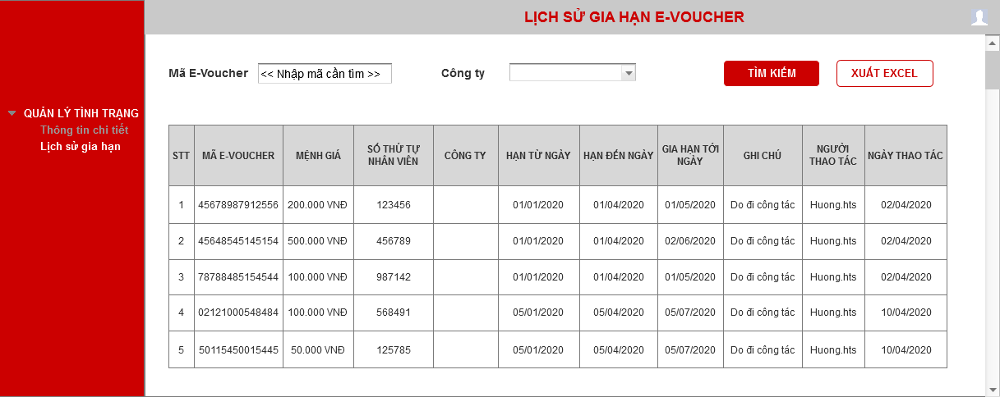 LỊCH SỬ GIA HẠN E-VOUCHER
Mã E-Voucher << Nhập mã cần tìm >> Công ty TÌM KIẾM XUẤT EXCEL
QUẢN LÝ TÌNH TRẠNG
Thông tin chi tiết
Lịch sử gia hạn
STT MÃ E-VOUCHER MỆNH GIÁ SỐ THỨ TỰ NHÂN VIÊN CÔNG TY HẠN TỪ NGÀY HẠN ĐẾN NGÀY GIA HẠN TỚI NGÀY GHI CHÚ NGƯỜI THAO TÁC NGÀY THAO TÁC
1 45678987912556 200.000 VNĐ 123456 01/01/2020 01/04/2020 01/05/2020 Do đi công tác Huong.hts 02/04/2020
2 45648545145154 500.000 VNĐ 456789 01/01/2020 01/04/2020 02/06/2020 Do đi công tác Huong.hts 02/04/2020
3 78788485154544 100.000 VNĐ 987142 01/01/2020 01/04/2020 01/05/2020 Do đi công tác Huong.hts 02/04/2020
4 02121000548484 100.000 VNĐ 568491 05/01/2020 05/04/2020 05/07/2020 Do đi công tác Huong.hts 10/04/2020
5 50115450015445 50.000 VNĐ 125785 05/01/2020 05/04/2020 05/07/2020 Do đi công tác Huong.hts 10/04/2020